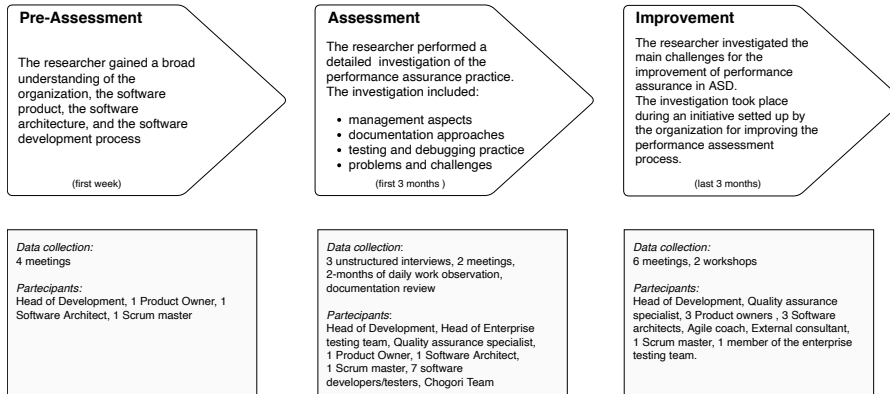 Pre-Assessment
The researcher gained a broad
understanding of the
organization, the software
product, the software
architecture, and the software
development process
(first week)
Assessment
The researcher performed a
detailed investigation of the
performance assurance practice.
The investigation included:
• management aspects
• documentation approaches
• testing and debugging practice
• problems and challenges
(first 3 months )
Improvement
The researcher investigated the
main challenges for the
improvement of performance
assurance in ASD.
The investigation took place
during an initiative setted up by
the organization for improving the
performance assessment
process.
(last 3 months)
Data collection:
4 meetings
Partecipants:
Head of Development, 1 Product Owner, 1
Software Architect, 1 Scrum master
Data collection:
3 unstructured interviews, 2 meetings,
2-months of daily work observation,
documentation review
Partecipants:
Head of Development, Head of Enterprise
testing team, Quality assurance specialist,
1 Product Owner, 1 Software Architect,
1 Scrum master, 7 software
developers/testers, Chogori Team
Data collection:
6 meetings, 2 workshops
Partecipants:
Head of Development, Quality assurance
specialist, 3 Product owners , 3 Software
architects, Agile coach, External consultant,
1 Scrum master, 1 member of the enterprise
testing team.